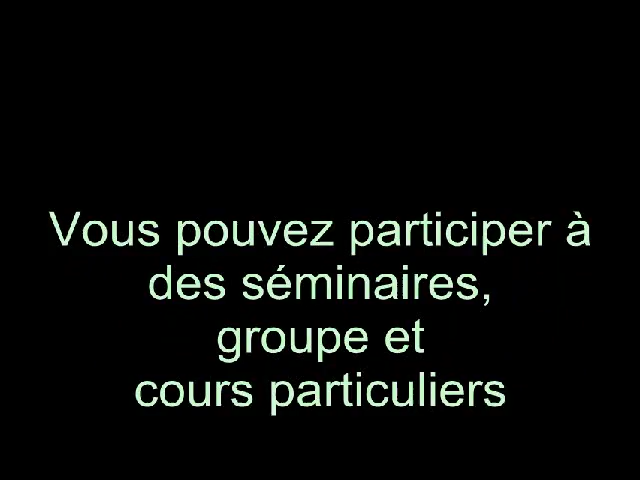 Vous pouvez participer à
des séminaires,
groupe et
cours particuliers